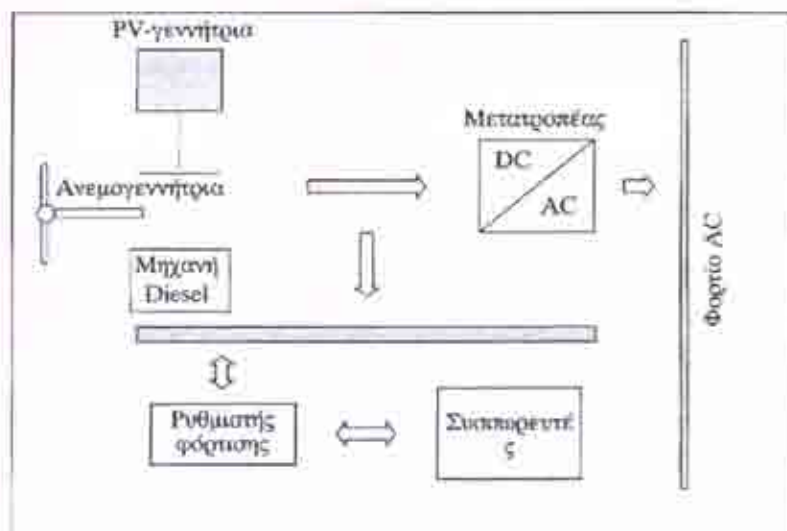 PV-γεννήτρια
Μετατροπέας
DC
AC
Ανεμογεννήτρια
Μηχανή
Diesel
Φορτίο AC
Ρυθμιστής
φόρτισης
Συσσωρευτέ
ς